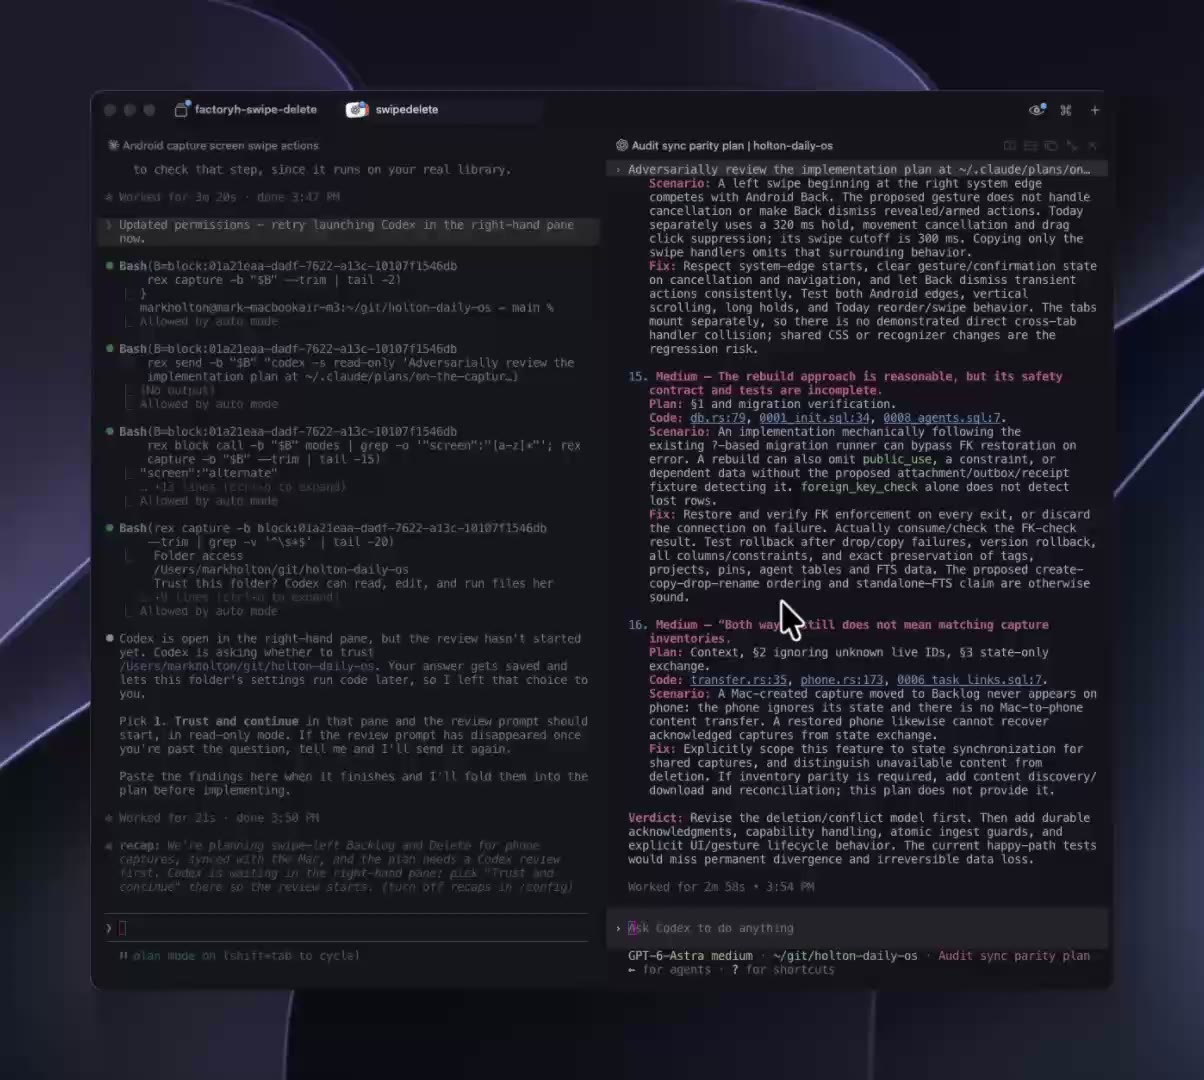 factoryh-swipe-delete
swipedelete
Android capture screen swipe actions
to check that step, since it runs on your real library.
Worked for 3m 20s · done 3:47 PM
❯ Updated permissions — retry launching Codex in the right-hand pane
now.
Bash(B=block:01a21eaa-dadf-7622-a13c-10107f1546db
rex capture -b "$B" --trim | tail -2)
}
markholton@mark-macbookair-m3:~/git/holton-daily-os — main %
Allowed by auto mode
Bash(B=block:01a21eaa-dadf-7622-a13c-10107f1546db
rex send -b "$B" "codex -s read-only 'Adversarially review the
implementation plan at ~/.claude/plans/on-the-captur…)
(No output)
Allowed by auto mode
Bash(B=block:01a21eaa-dadf-7622-a13c-10107f1546db
rex block call -b "$B" modes | grep -o '"screen":"[a-z]*"'; rex
capture -b "$B" --trim | tail -15)
"screen":"alternate"
… +13 lines (ctrl+o to expand)
Allowed by auto mode
Bash(rex capture -b block:01a21eaa-dadf-7622-a13c-10107f1546db
--trim | grep -v '^\s*$' | tail -20)
Folder access
/Users/markholton/git/holton-daily-os
Trust this folder? Codex can read, edit, and run files her
lines (ctrl+o to expand)
Allowed by auto mode
Codex is open in the right-hand pane, but the review hasn't started
yet. Codex is asking whether to trust
/Users/markholton/git/holton-daily-os. Your answer gets saved and
lets this folder's settings run code later, so I left that choice to
you.
Pick 1. Trust and continue in that pane and the review prompt should
start, in read-only mode. If the review prompt has disappeared once
you're past the question, tell me and I'll send it again.
Paste the findings here when it finishes and I'll fold them into the
plan before implementing.
Worked for 21s · done 3:50 PM
recap: We're planning swipe-left Backlog and Delete for phone
captures, synced with the Mac, and the plan needs a Codex review
first. Codex is waiting in the right-hand pane; pick "Trust and
continue" there so the review starts. (turn off recaps in /config)
❯
plan mode on (shift+tab to cycle)
Audit sync parity plan | holton-daily-os
› Adversarially review the implementation plan at ~/.claude/plans/on…
Scenario: A left swipe beginning at the right system edge
competes with Android Back. The proposed gesture does not handle
cancellation or make Back dismiss revealed/armed actions. Today
separately uses a 320 ms hold, movement cancellation and drag
click suppression; its swipe cutoff is 300 ms. Copying only the
swipe handlers omits that surrounding behavior.
Fix: Respect system-edge starts, clear gesture/confirmation state
on cancellation and navigation, and let Back dismiss transient
actions consistently. Test both Android edges, vertical
scrolling, long holds, and Today reorder/swipe behavior. The tabs
mount separately, so there is no demonstrated direct cross-tab
handler collision; shared CSS or recognizer changes are the
regression risk.
15. Medium — The rebuild approach is reasonable, but its safety
contract and tests are incomplete.
Plan: §1 and migration verification.
Code: db.rs:79, 0001_init.sql:34, 0008_agents.sql:7.
Scenario: An implementation mechanically following the
existing ?-based migration runner can bypass FK restoration on
error. A rebuild can also omit public_use, a constraint, or
dependent data without the proposed attachment/outbox/receipt
fixture detecting it. foreign_key_check alone does not detect
lost rows.
Fix: Restore and verify FK enforcement on every exit, or discard
the connection on failure. Actually consume/check the FK-check
result. Test rollback after drop/copy failures, version rollback,
all columns/constraints, and exact preservation of tags,
projects, pins, agent tables and FTS data. The proposed create-
copy-drop-rename ordering and standalone-FTS claim are otherwise
sound.
16. Medium — "Both way still does not mean matching capture
inventories.
Plan: Context, §2 ignoring unknown live IDs, §3 state-only
exchange.
Code: transfer.rs:35, phone.rs:173, 0006_task_links.sql:7.
Scenario: A Mac-created capture moved to Backlog never appears on
phone: the phone ignores its state and there is no Mac-to-phone
content transfer. A restored phone likewise cannot recover
acknowledged captures from state exchange.
Fix: Explicitly scope this feature to state synchronization for
shared captures, and distinguish unavailable content from
deletion. If inventory parity is required, add content discovery/
download and reconciliation; this plan does not provide it.
Verdict: Revise the deletion/conflict model first. Then add durable
acknowledgments, capability handling, atomic ingest guards, and
explicit UI/gesture lifecycle behavior. The current happy-path tests
would miss permanent divergence and irreversible data loss.
Worked for 2m 58s • 3:54 PM
› Ask Codex to do anything
GPT-6-Astra medium · ~/git/holton-daily-os · Audit sync parity plan
← for agents · ? for shortcuts